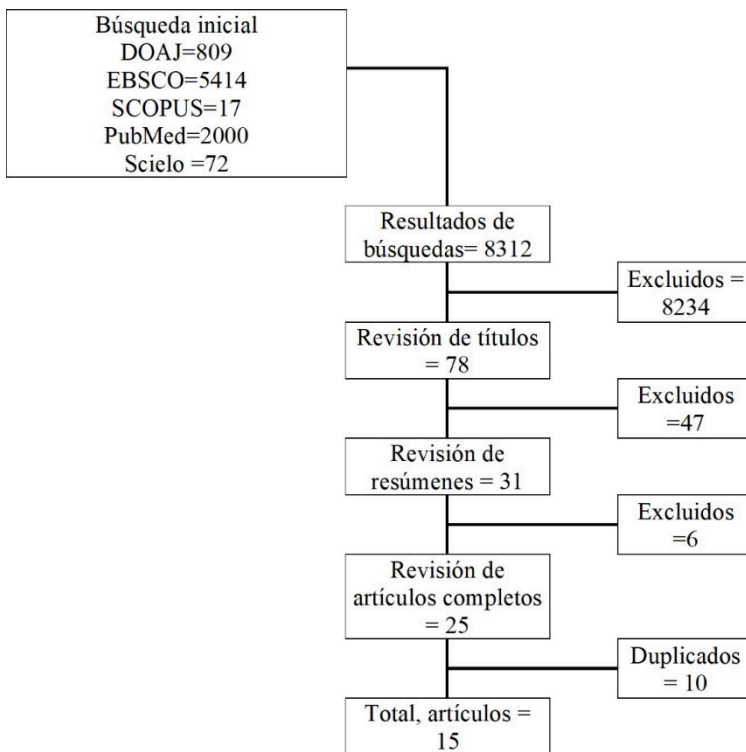 Búsqueda inicial
DOAJ=809
EBSCO=5414
SCOPUS=17
PubMed=2000
Scielo =72
Resultados de
búsquedas= 8312
Excluidos =
8234
Revisión de títulos
= 78
Excluidos
=47
Revisión de
resúmenes = 31
Excluidos
=6
Revisión de
artículos completos
= 25
Duplicados
= 10
Total, artículos =
15